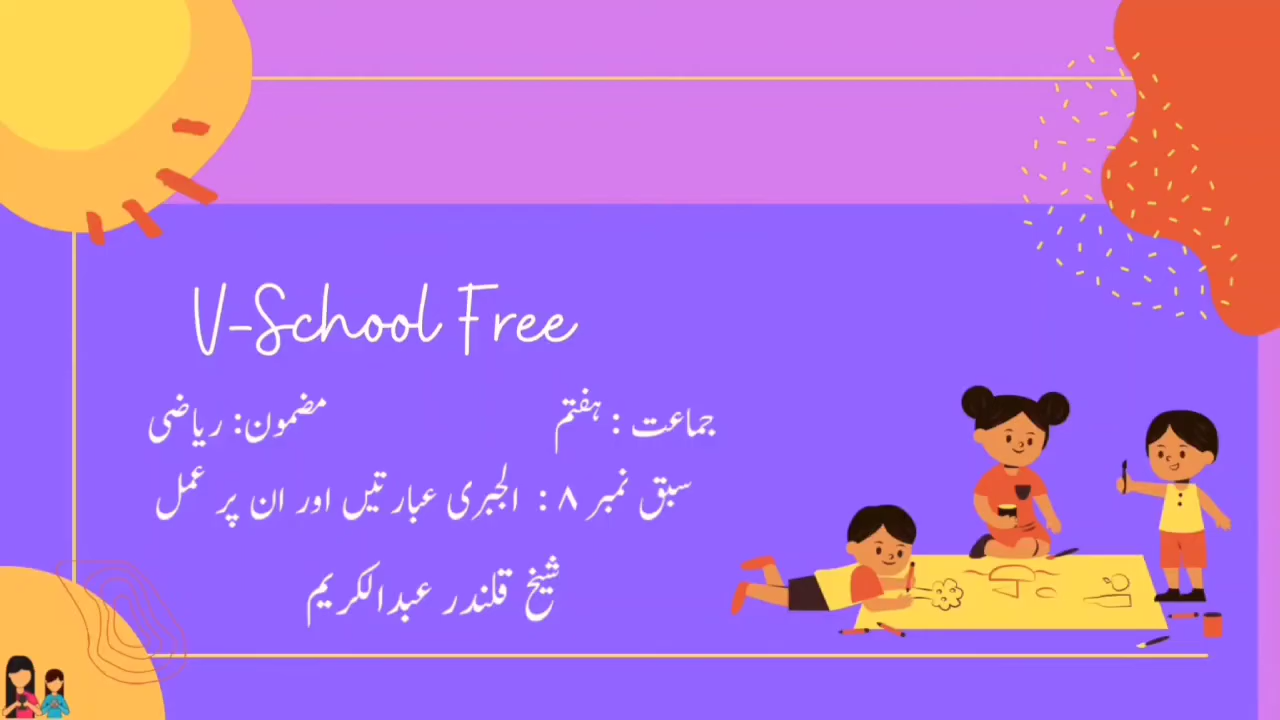 V-School Free
جماعت : ہفتم مضمون: ریاضی
سبق نمبر ۸ : الجبری عبارتیں اور ان پر عمل
شیخ قلندر عبدالکریم